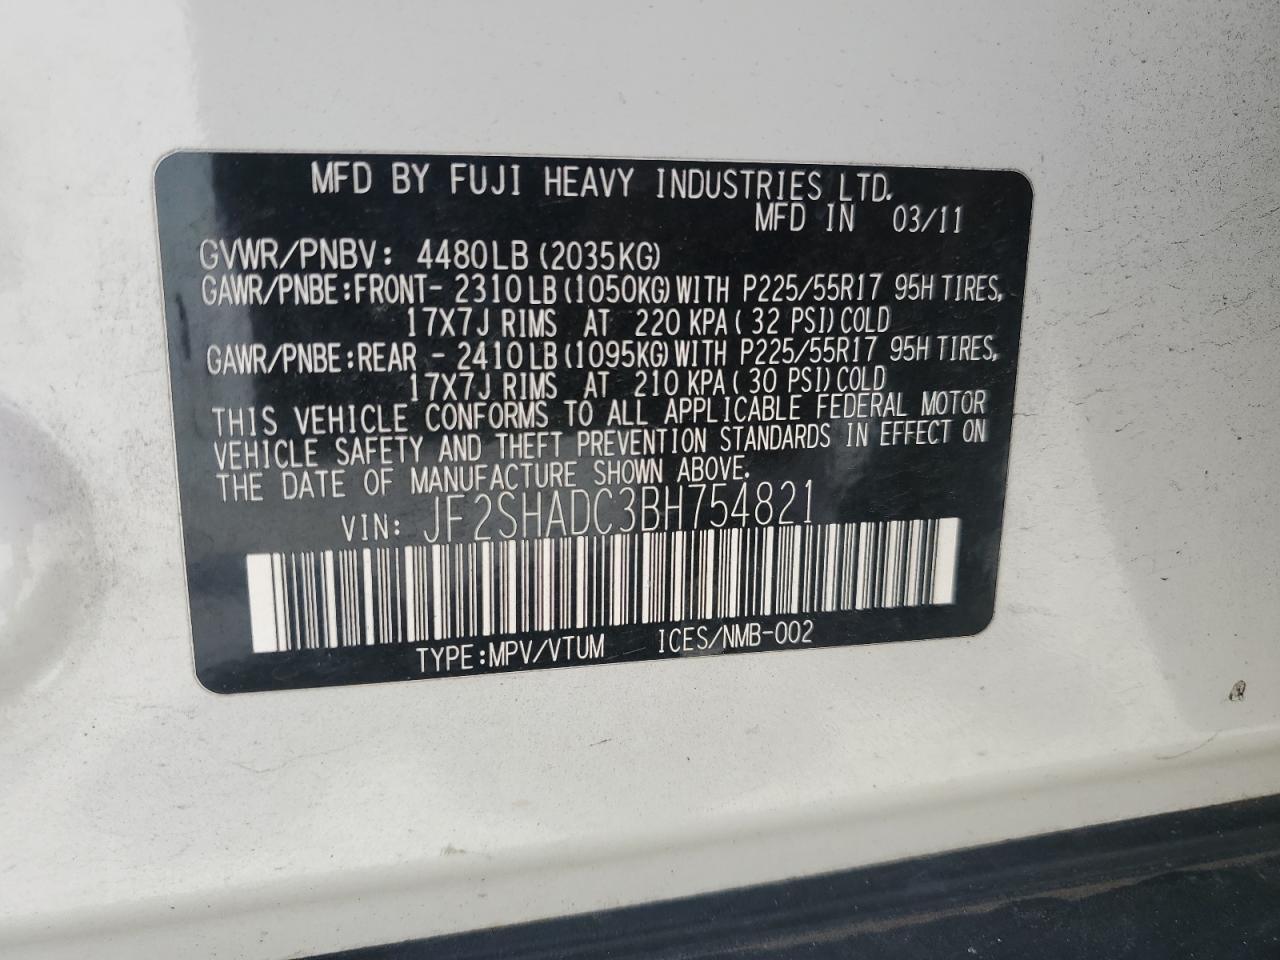 MFD BY FUJI HEAVY INDUSTRIES LTD.
MFD IN 03/11
GVWR/PNBV: 4480LB (2035KG)
GAWR/PNBE:FRONT- 2310 LB (1050KG) WITH P225/55R17 95H TIRES,
17X7J RIMS AT 220 KPA ( 32 PSI) COLD
GAWR/PNBE:REAR - 2410 LB (1095KG) WITH P225/55R17 95H TIRES,
17X7J RIMS AT 210 KPA ( 30 PSI) COLD
THIS VEHICLE CONFORMS TO ALL APPLICABLE FEDERAL MOTOR
VEHICLE SAFETY AND THEFT PREVENTION STANDARDS IN EFFECT ON
THE DATE OF MANUFACTURE SHOWN ABOVE.
VIN: JF2SHADC3BH754821
TYPE:MPV/VTUM ICES/NMB-002